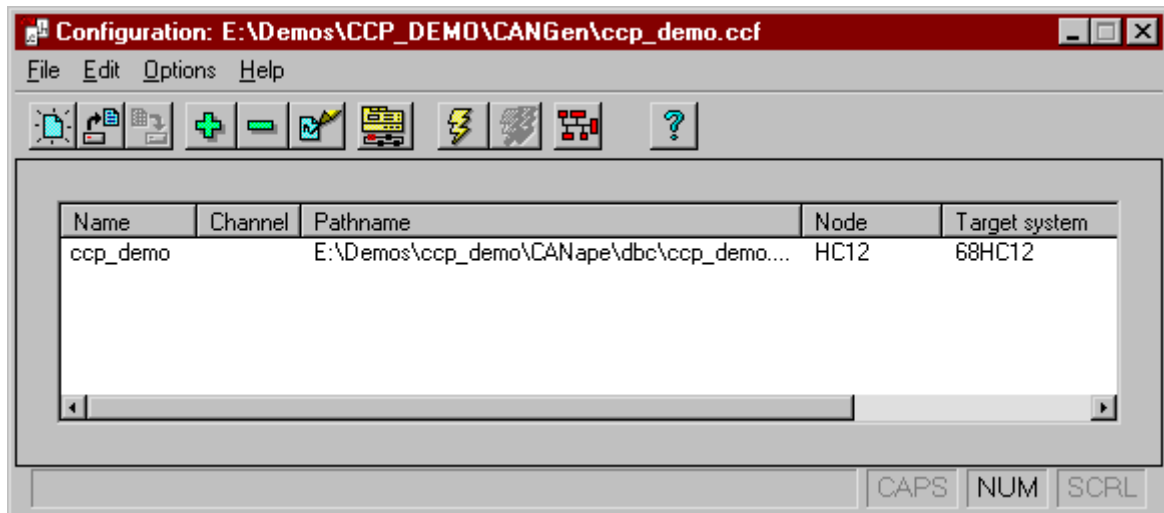 Configuration: E:\Demos\CCP_DEMO\CANGen\ccp_demo.ccf
File Edit Options Help
Name Channel Pathname Node Target system
ccp_demo E:\Demos\ccp_demo\CANape\dbc\ccp_demo.... HC12 68HC12
CAPS NUM SCRL